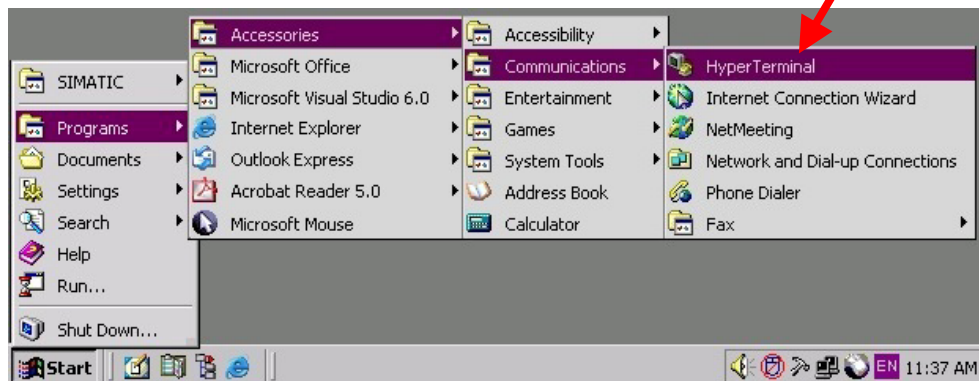 SIMATIC
Programs
Documents
Settings
Search
Help
Run...
Shut Down...
Accessories
Microsoft Office
Microsoft Visual Studio 6.0
Internet Explorer
Outlook Express
Acrobat Reader 5.0
Microsoft Mouse
Accessibility
Communications
Entertainment
Games
System Tools
Address Book
Calculator
HyperTerminal
Internet Connection Wizard
NetMeeting
Network and Dial-up Connections
Phone Dialer
Fax
Start
EN 11:37 AM